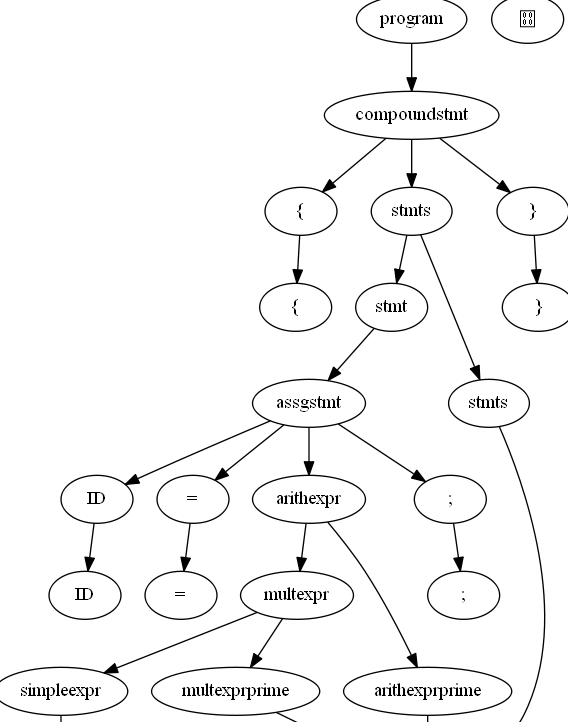 program
compoundstmt
{ stmts }
{ stmt }
assgstmt stmts
ID = arithexpr ;
ID = multexpr ;
simpleexpr multexprprime arithexprprime